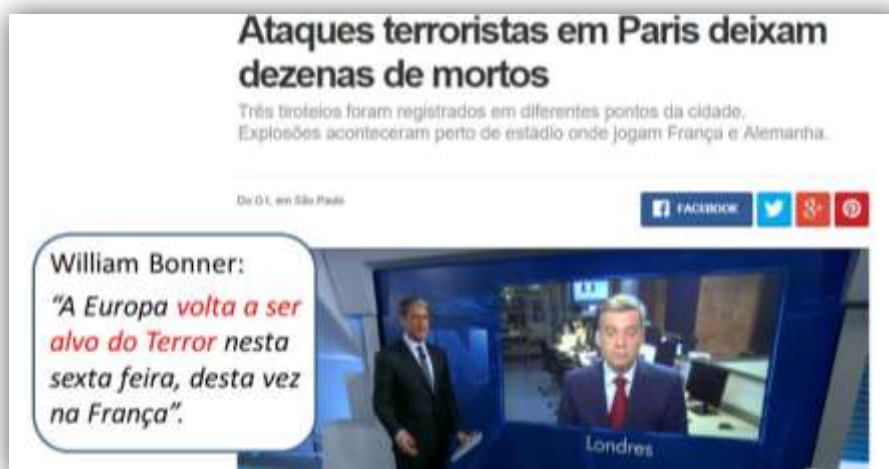 Ataques terroristas em Paris deixam
dezenas de mortos
Três tiroteios foram registrados em diferentes pontos da cidade.
Explosões aconteceram perto de estádio onde jogam França e Alemanha.
Do G1, em São Paulo
FACEBOOK
William Bonner:
“A Europa volta a ser
alvo do Terror nesta
sexta feira, desta vez
na França”.
Londres